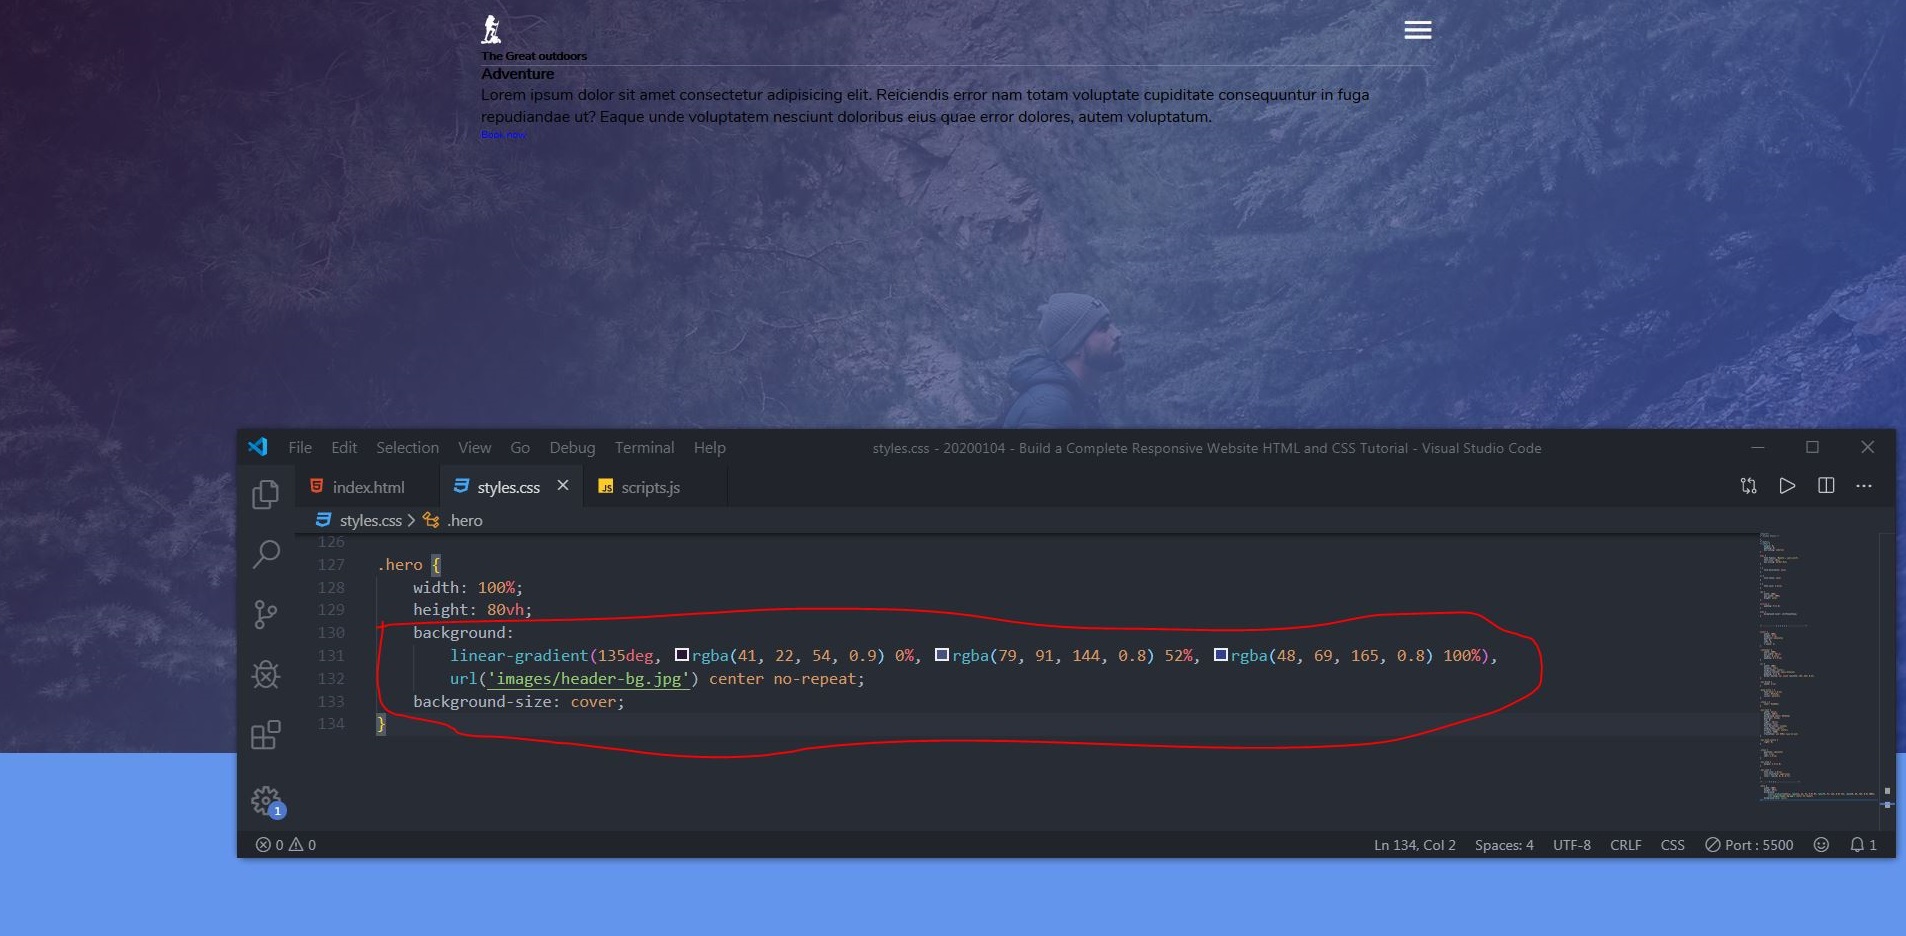 The Great outdoors
Adventure
Lorem ipsum dolor sit amet consectetur adipisicing elit. Reiciendis error nam totam voluptate cupiditate consequuntur in fuga
repudiandae ut? Eaque unde voluptatem nesciunt doloribus eius quae error dolores, autem voluptatum.
Book now
File Edit Selection View Go Debug Terminal Help styles.css - 20200104 - Build a Complete Responsive Website HTML and CSS Tutorial - Visual Studio Code
index.html styles.css JS scripts.js
styles.css > .hero
126
127 .hero {
128 width: 100%;
129 height: 80vh;
130 background:
131 linear-gradient(135deg, rgba(41, 22, 54, 0.9) 0%, rgba(79, 91, 144, 0.8) 52%, rgba(48, 69, 165, 0.8) 100%),
132 url('images/header-bg.jpg') center no-repeat;
133 background-size: cover;
134 }
1
0 0 Ln 134, Col 2 Spaces: 4 UTF-8 CRLF CSS Port : 5500 1